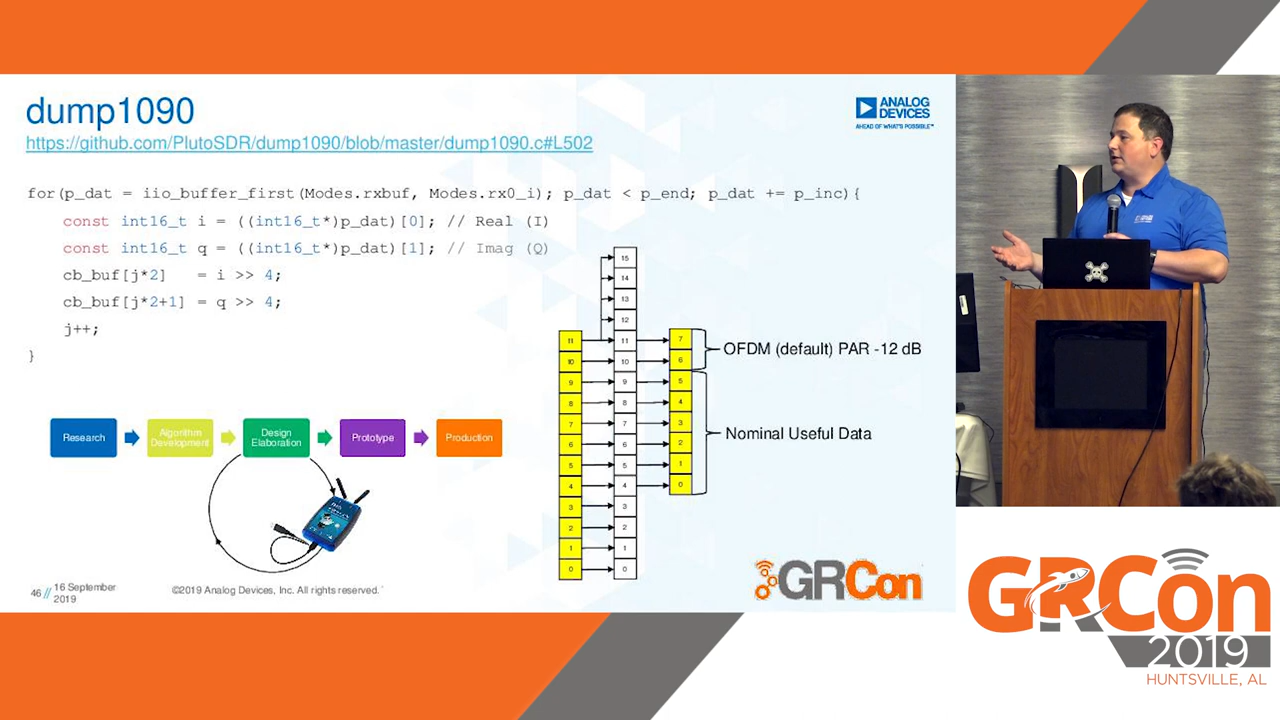 dump1090
ANALOG
DEVICES
AHEAD OF WHAT'S POSSIBLE™
https://github.com/PlutoSDR/dump1090/blob/master/dump1090.c#L502
for(p_dat = iio_buffer_first(Modes.rxbuf, Modes.rx0_i); p_dat < p_end; p_dat += p_inc){
const int16_t i = ((int16_t*)p_dat)[0]; // Real (I)
const int16_t q = ((int16_t*)p_dat)[1]; // Imag (Q)
cb_buf[j*2] = i >> 4;
cb_buf[j*2+1] = q >> 4;
j++;
}
15
14
13
12
11 11 7
10 10 6
9 9 5
8 8 4
7 7 3
6 6 2
5 5 1
4 4 0
3 3
2 2
1 1
0 0
OFDM (default) PAR -12 dB
Nominal Useful Data
Research
Algorithm
Development
Design
Elaboration
Prototype
Production
46 // 16 September
2019
©2019 Analog Devices, Inc. All rights reserved.
GRCon
GRCon
2019
HUNTSVILLE, AL